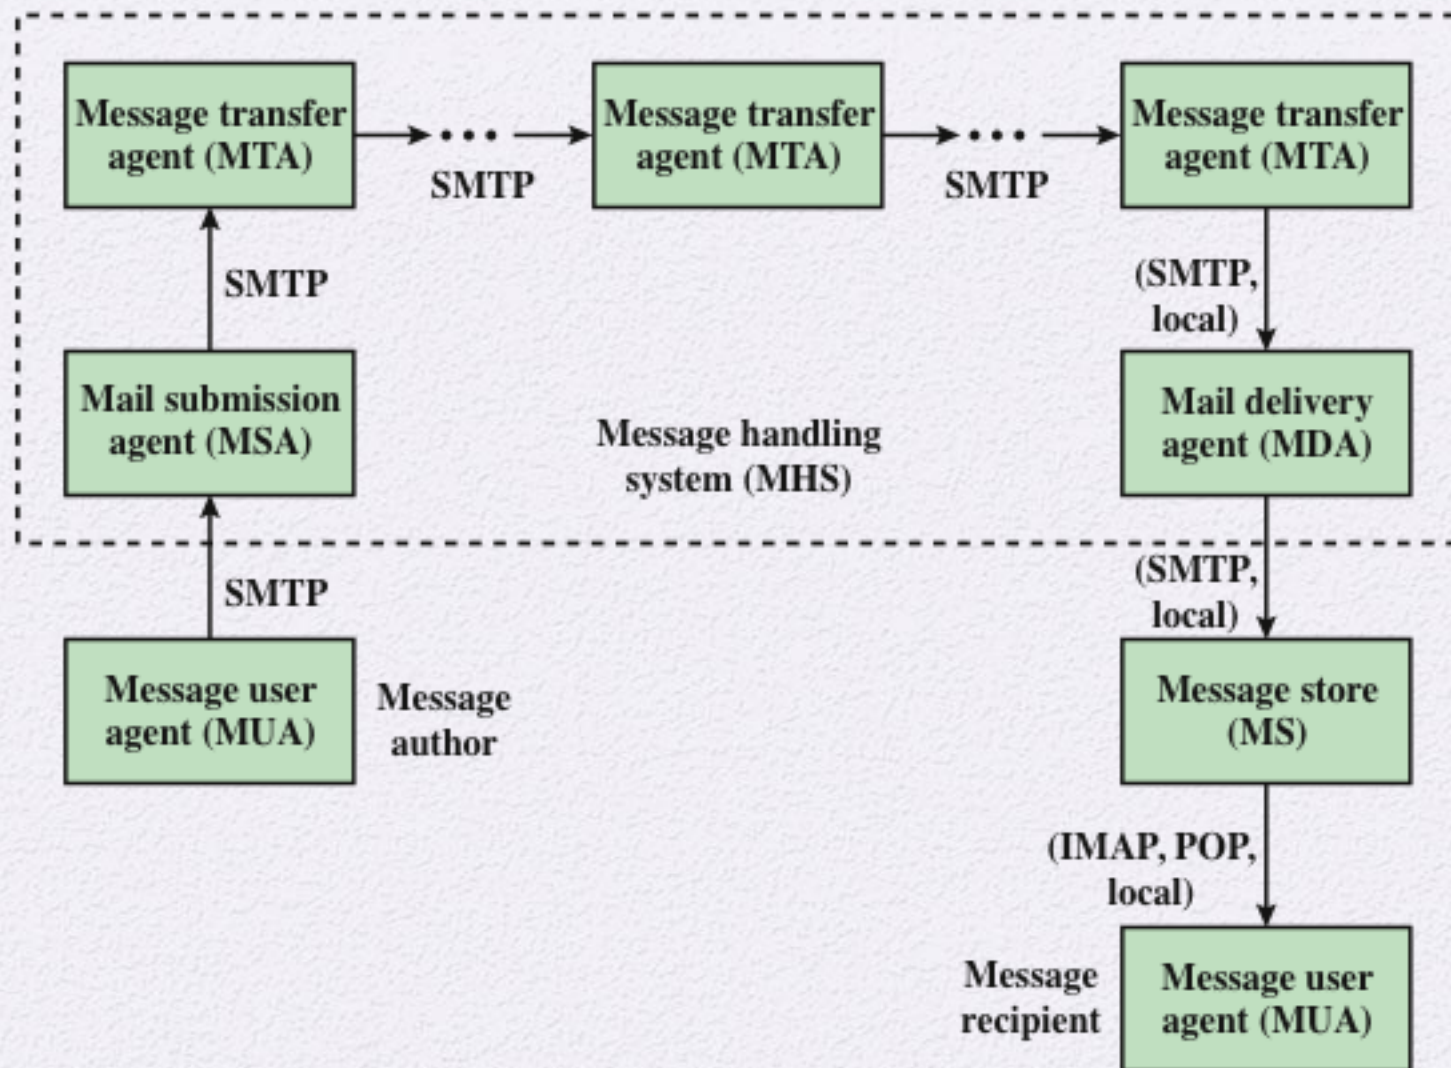 Message transfer
agent (MTA)
SMTP
Message transfer
agent (MTA)
SMTP
Message transfer
agent (MTA)
SMTP
(SMTP,
local)
Mail submission
agent (MSA)
Message handling
system (MHS)
Mail delivery
agent (MDA)
SMTP
(SMTP,
local)
Message user
agent (MUA)
Message
author
Message store
(MS)
(IMAP, POP,
local)
Message
recipient
Message user
agent (MUA)